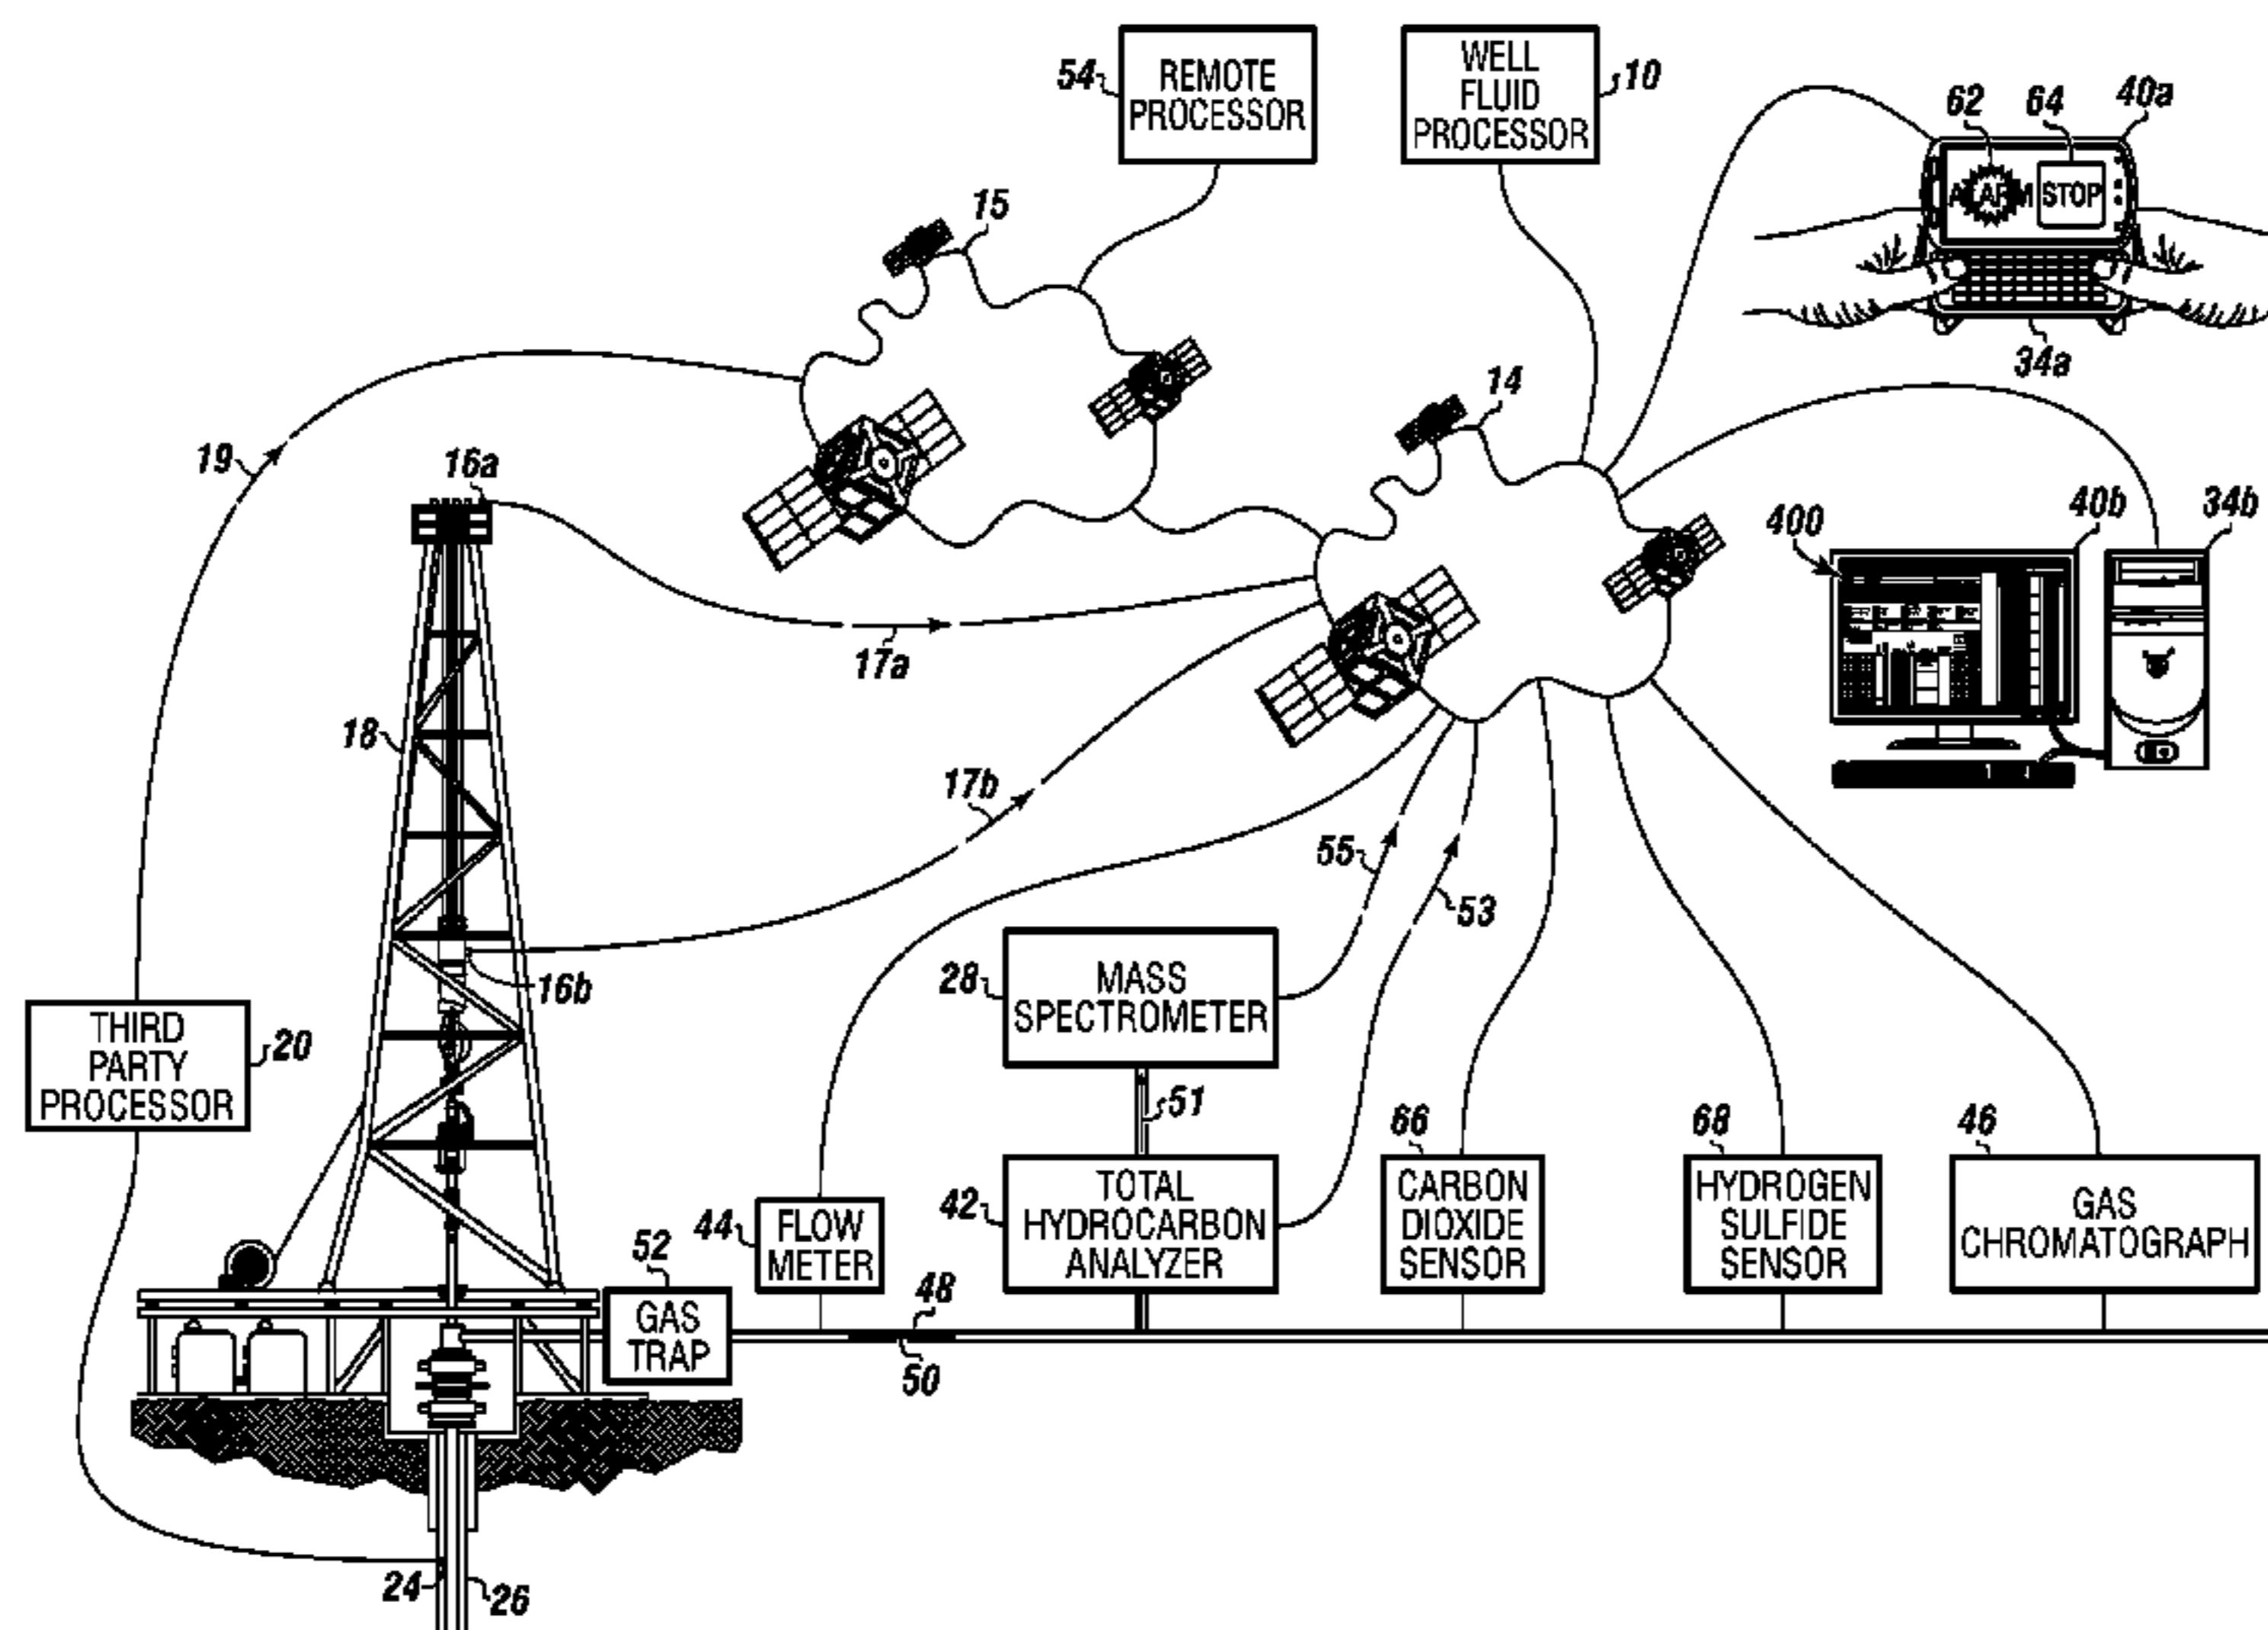 54
REMOTE
PROCESSOR
WELL
FLUID
PROCESSOR
10
62
64
40a
ALARM
STOP
34a
15
14
19
16a
17a
400
40b
34b
18
17b
55
53
16b
28
MASS
SPECTROMETER
THIRD
PARTY
PROCESSOR
20
51
66
68
46
42
TOTAL
HYDROCARBON
ANALYZER
CARBON
DIOXIDE
SENSOR
HYDROGEN
SULFIDE
SENSOR
GAS
CHROMATOGRAPH
44
FLOW
METER
52
GAS
TRAP
48
50
24
26